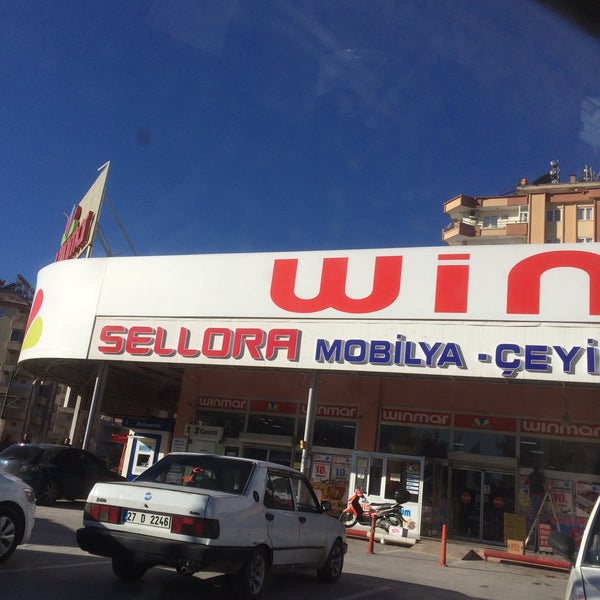 win
SELLORA MOBİLYA - ÇEYİ
winmar
winmar
winmar
winmar
27 D 2246